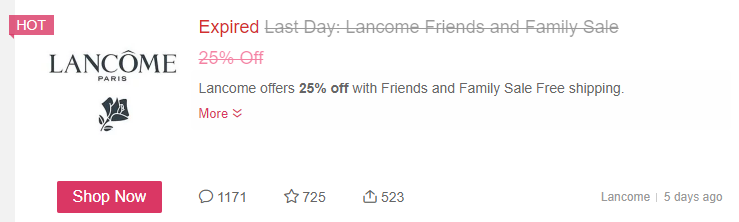 HOT
Expired Last Day: Lancome Friends and Family Sale
25% Off
LANCÔME
PARIS
Lancome offers 25% off with Friends and Family Sale Free shipping.
More
Shop Now
1171
725
523
Lancome | 5 days ago